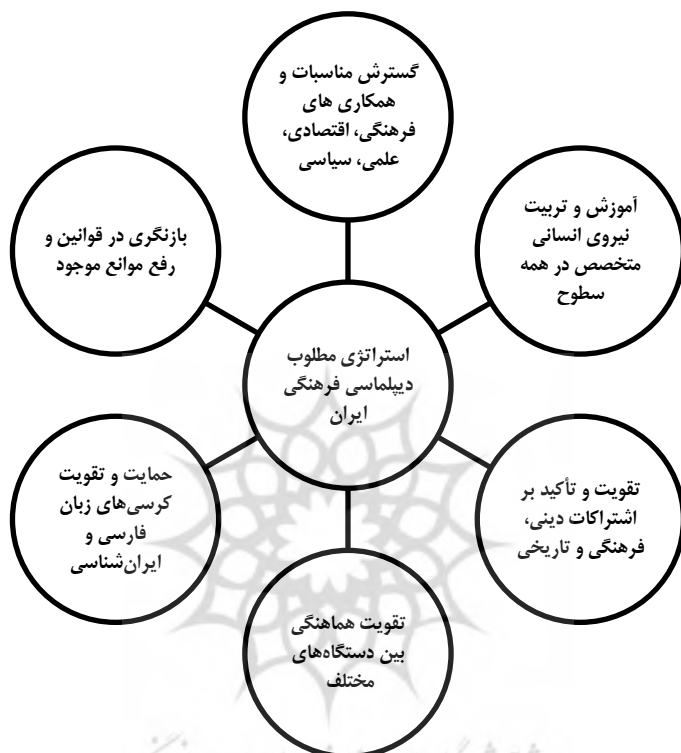 گسترش مناسبات و
همکاری های
فرهنگی، اقتصادی،
علمی، سیاسی
آموزش و تربیت
نیروی انسانی
متخصص در همه
سطوح
بازنگری در قوانین و
رفع موانع موجود
استراتژی مطلوب
دیپلماسی فرهنگی
ایران
تقویت و تأکید بر
اشتراکات دینی،
فرهنگی و تاریخی
حمایت و تقویت
کرسی‌های زبان
فارسی و
ایران‌شناسی
تقویت هماهنگی
بین دستگاه‌های
مختلف